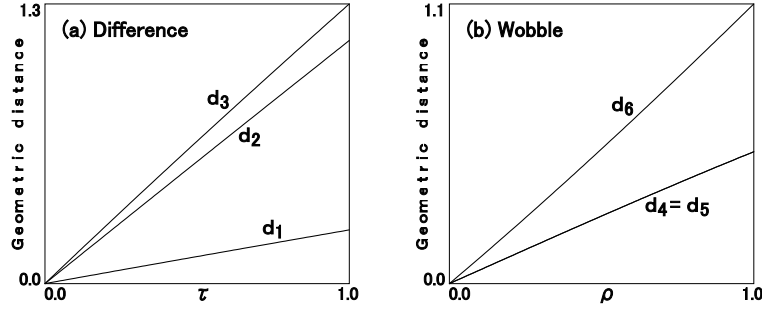 1.3
(a) Difference
Geometric distance
d3
d2
d1
0.0
0.0
τ
1.0
1.1
(b) Wobble
Geometric distance
d6
d4= d5
0.0
0.0
ρ
1.0